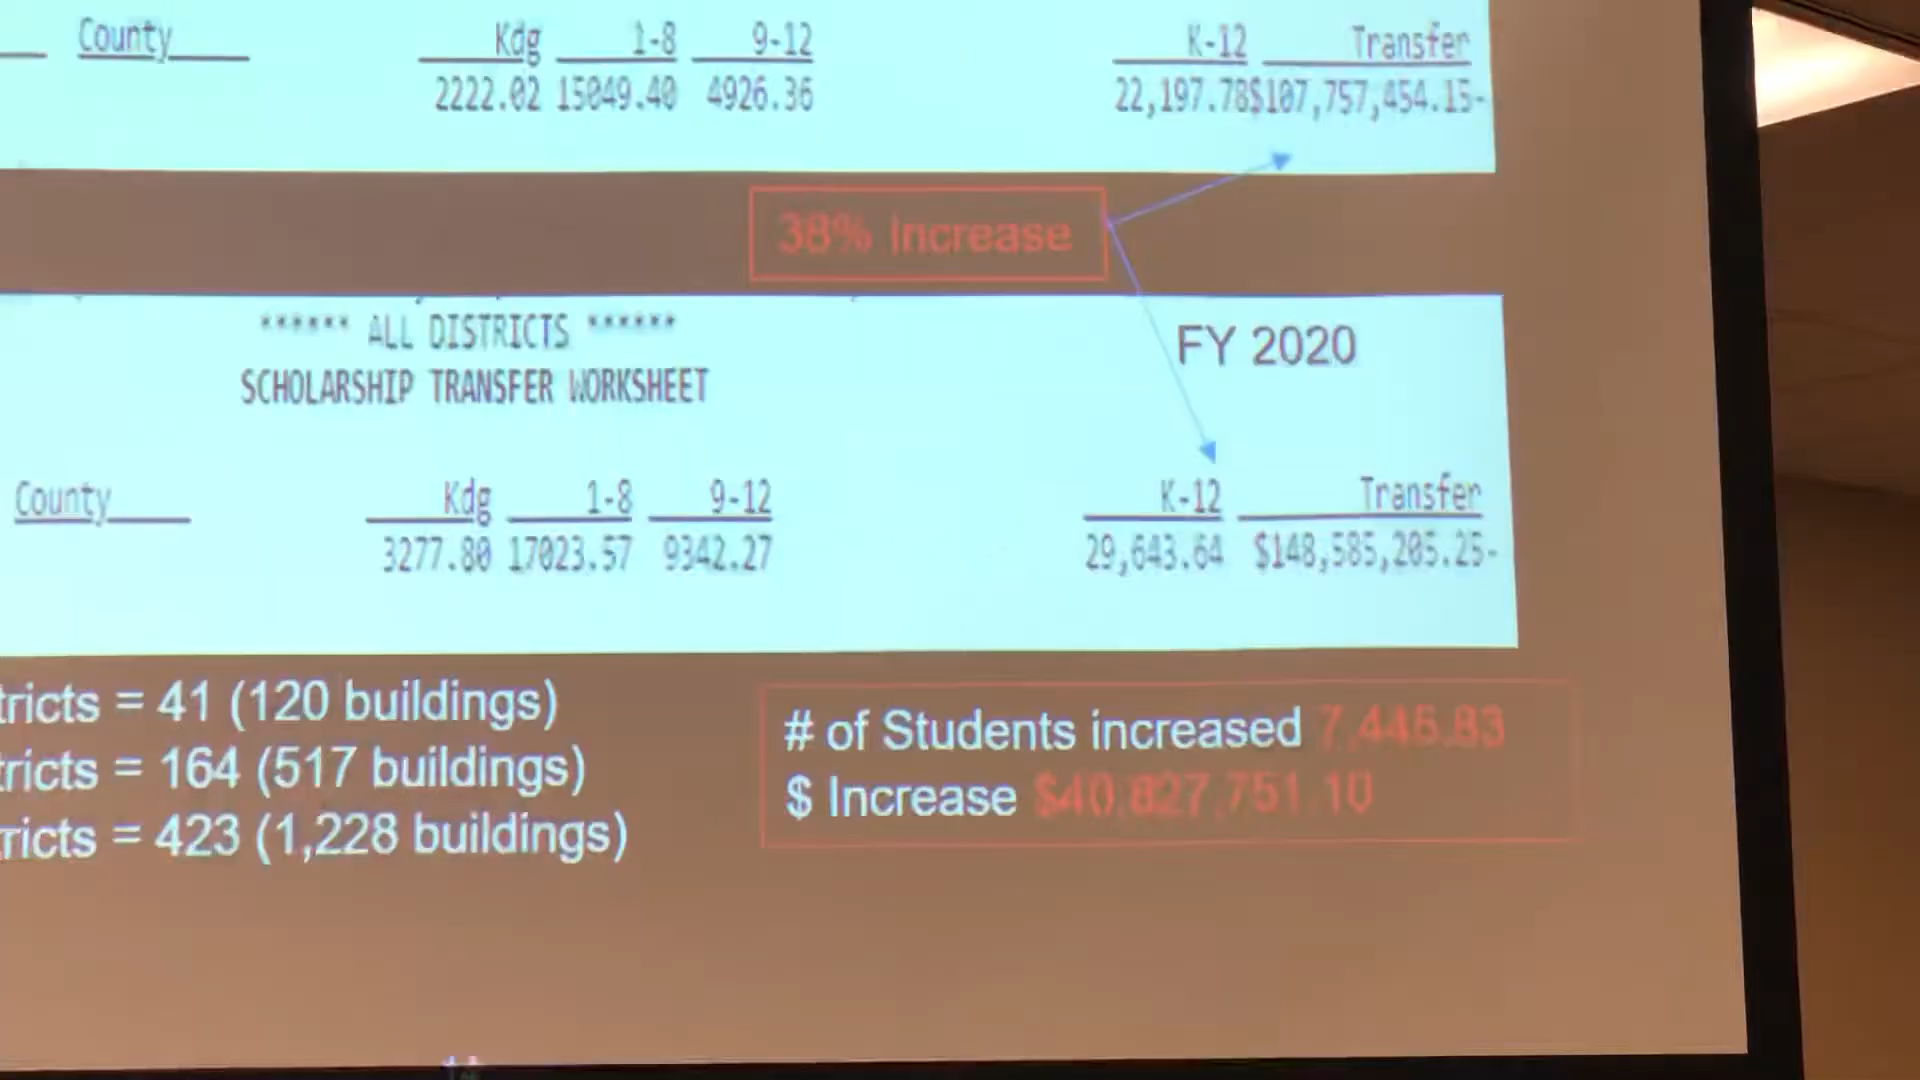 County Kdg 1-8 9-12 K-12 Transfer
2222.02 15049.40 4926.36 22,197.78$107,757,454.15-
38% Increase
****** ALL DISTRICTS ******
FY 2020
SCHOLARSHIP TRANSFER WORKSHEET
County Kdg 1-8 9-12 K-12 Transfer
3277.80 17023.57 9342.27 29,643.64 $148,585,205.25-
tricts = 41 (120 buildings)
tricts = 164 (517 buildings)
ricts = 423 (1,228 buildings)
# of Students increased 7,445.83
$ Increase $40,827,751.10